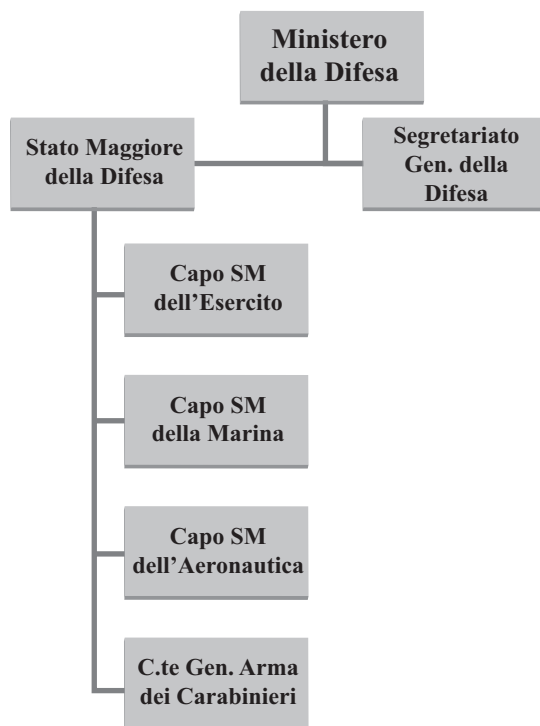 Ministero
della Difesa
Stato Maggiore
della Difesa
Segretariato
Gen. della
Difesa
Capo SM
dell’Esercito
Capo SM
della Marina
Capo SM
dell’Aeronautica
C.te Gen. Arma
dei Carabinieri